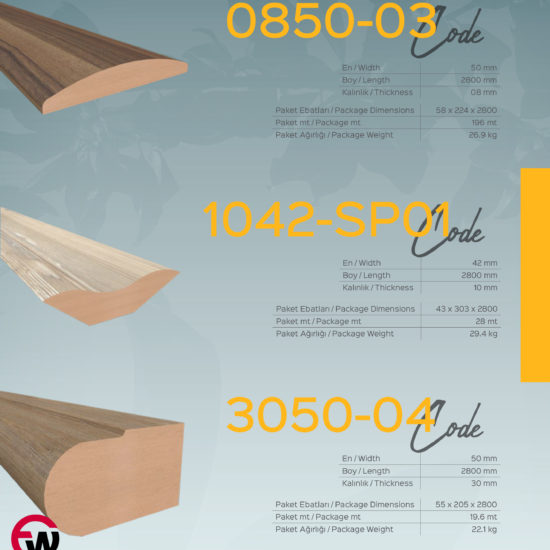 0850-03 Code
En / Width 50 mm
Boy / Length 2800 mm
Kalınlık / Thickness 08 mm
Paket Ebatları / Package Dimensions 58 x 224 x 2800
Paket mt / Package mt 196 mt
Paket Ağırlığı / Package Weight 26.9 kg
1042-SP01 Code
En / Width 42 mm
Boy / Length 2800 mm
Kalınlık / Thickness 10 mm
Paket Ebatları / Package Dimensions 43 x 303 x 2800
Paket mt / Package mt 28 mt
Paket Ağırlığı / Package Weight 29.4 kg
3050-04 Code
En / Width 50 mm
Boy / Length 2800 mm
Kalınlık / Thickness 30 mm
Paket Ebatları / Package Dimensions 55 x 205 x 2800
Paket mt / Package mt 19.6 mt
Paket Ağırlığı / Package Weight 22.1 kg